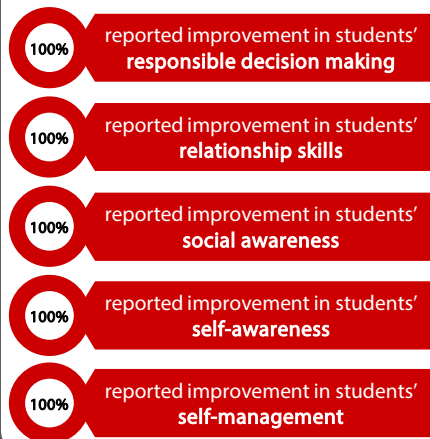 100%
reported improvement in students’
responsible decision making
100%
reported improvement in students’
relationship skills
100%
reported improvement in students’
social awareness
100%
reported improvement in students’
self-awareness
100%
reported improvement in students’
self-management